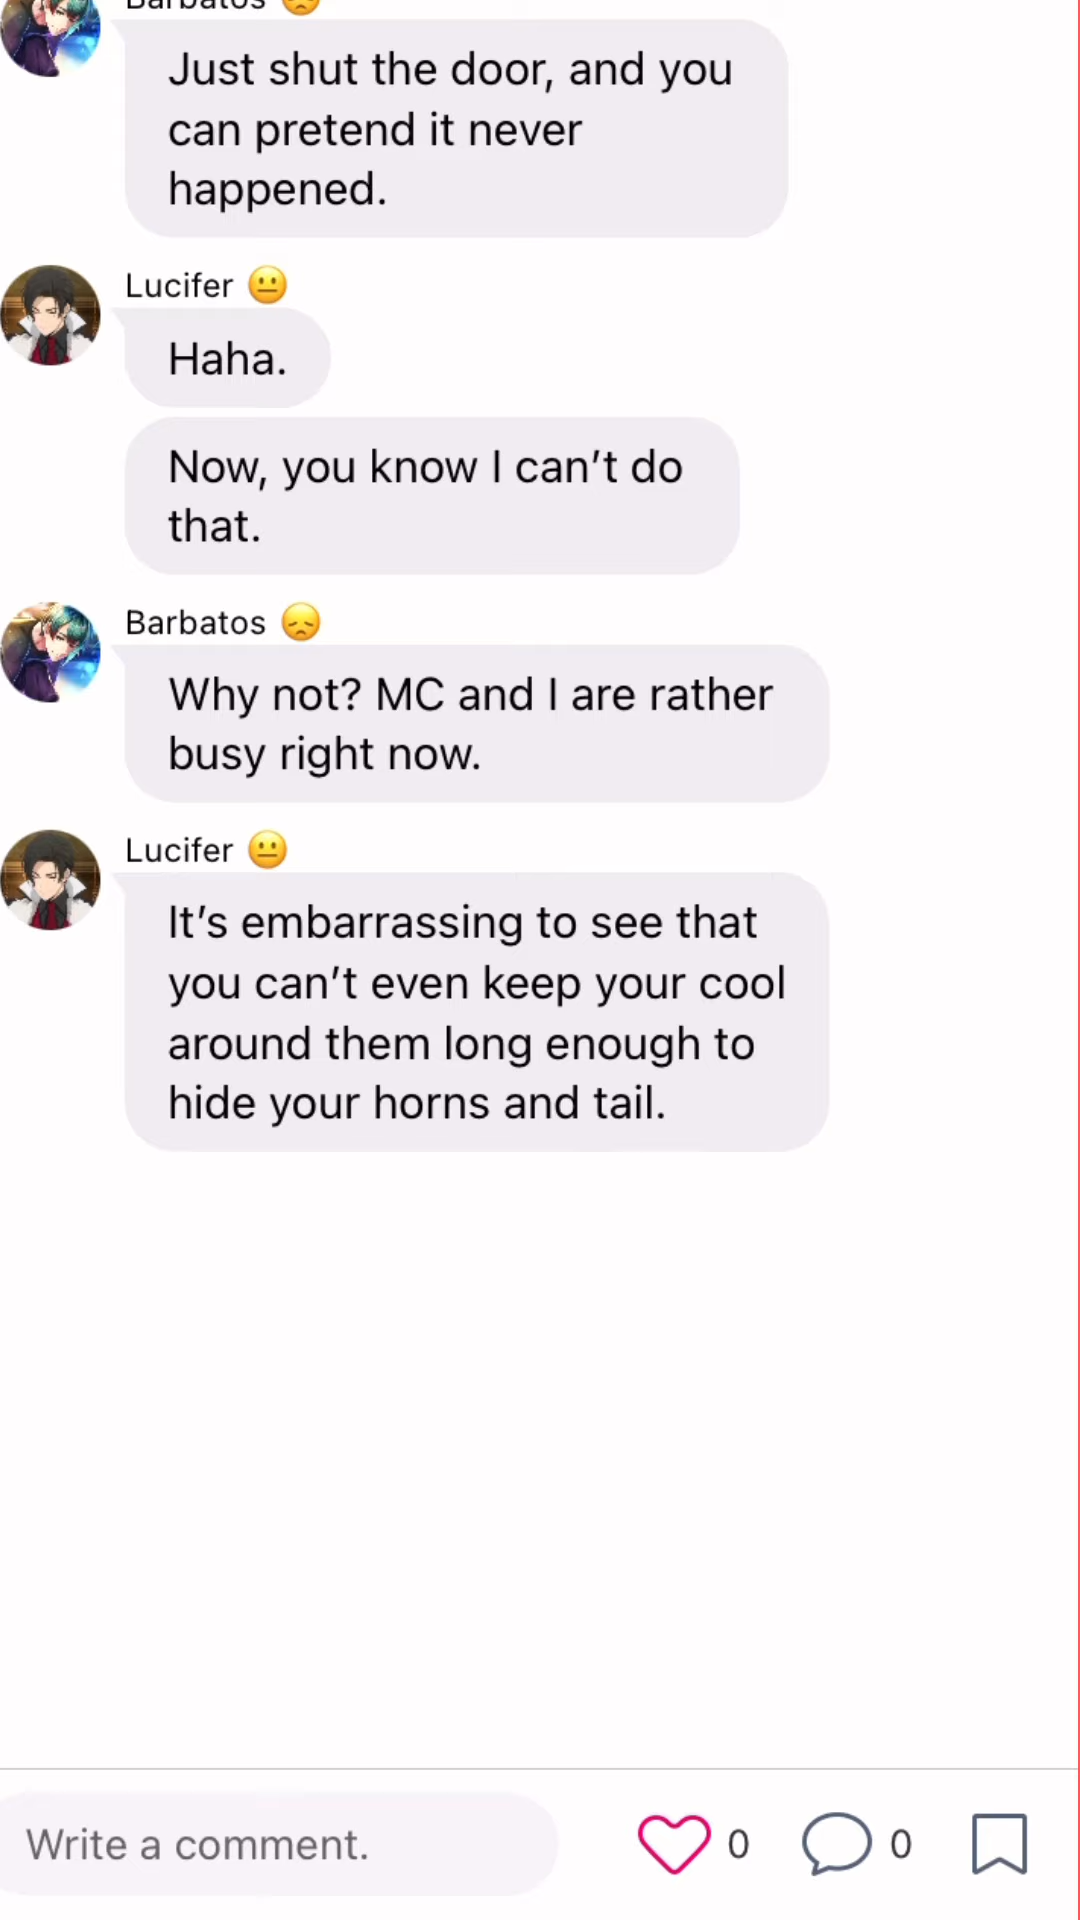 Barbatos 😞
Just shut the door, and you
can pretend it never
happened.
Lucifer 😐
Haha.
Now, you know I can’t do
that.
Barbatos 😞
Why not? MC and I are rather
busy right now.
Lucifer 😐
It’s embarrassing to see that
you can’t even keep your cool
around them long enough to
hide your horns and tail.
Write a comment.
0
0